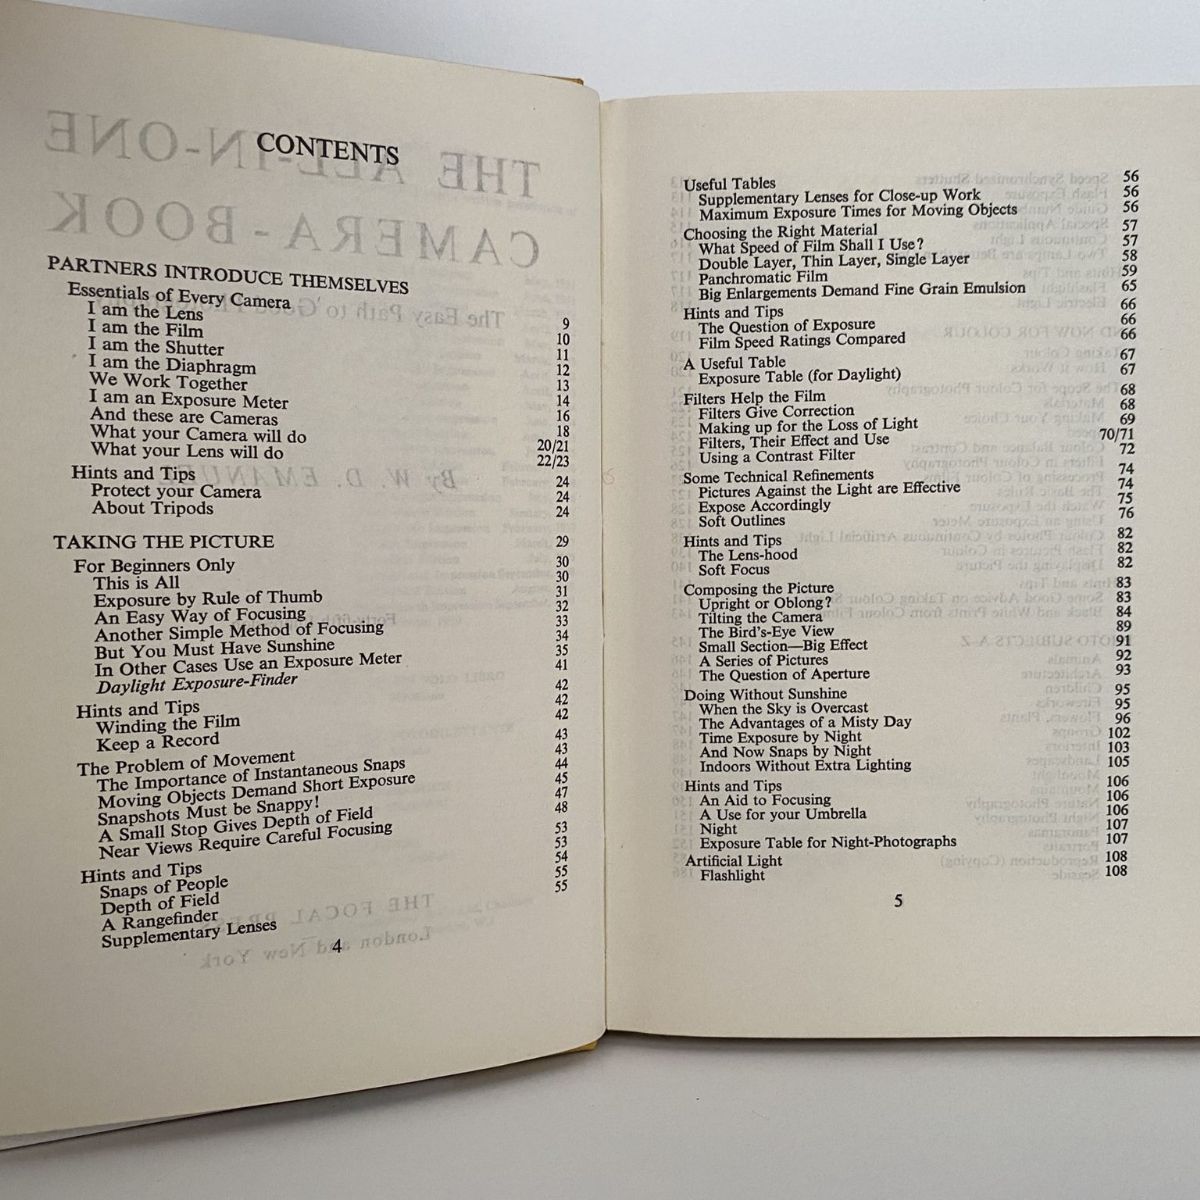 CONTENTS
PARTNERS INTRODUCE THEMSELVES
Essentials of Every Camera 9
I am the Lens 10
I am the Film 11
I am the Shutter 12
I am the Diaphragm 13
We Work Together 14
I am an Exposure Meter 16
And these are Cameras 18
What your Camera will do 20/21
What your Lens will do 22/23
Hints and Tips 24
Protect your Camera 24
About Tripods 24
TAKING THE PICTURE 29
For Beginners Only 30
This is All 30
Exposure by Rule of Thumb 31
An Easy Way of Focusing 32
Another Simple Method of Focusing 33
But You Must Have Sunshine 34
In Other Cases Use an Exposure Meter 35
Daylight Exposure-Finder 41
Hints and Tips 42
Winding the Film 42
Keep a Record 42
The Problem of Movement 43
The Importance of Instantaneous Snaps 43
Moving Objects Demand Short Exposure 44
Snapshots Must be Snappy! 45
A Small Stop Gives Depth of Field 47
Near Views Require Careful Focusing 48
Hints and Tips 53
Snaps of People 53
Depth of Field 54
A Rangefinder 55
Supplementary Lenses 55
4
Useful Tables 56
Supplementary Lenses for Close-up Work 56
Maximum Exposure Times for Moving Objects 56
Choosing the Right Material 57
What Speed of Film Shall I Use? 57
Double Layer, Thin Layer, Single Layer 58
Panchromatic Film 59
Big Enlargements Demand Fine Grain Emulsion 65
Hints and Tips 66
The Question of Exposure 66
Film Speed Ratings Compared 66
A Useful Table 67
Exposure Table (for Daylight) 67
Filters Help the Film 68
Filters Give Correction 68
Making up for the Loss of Light 69
Filters, Their Effect and Use 70/71
Using a Contrast Filter 72
Some Technical Refinements 74
Pictures Against the Light are Effective 74
Expose Accordingly 75
Soft Outlines 76
Hints and Tips 82
The Lens-hood 82
Soft Focus 82
Composing the Picture 83
Upright or Oblong? 83
Tilting the Camera 84
The Bird's-Eye View 89
Small Section—Big Effect 91
A Series of Pictures 92
The Question of Aperture 93
Doing Without Sunshine 95
When the Sky is Overcast 95
The Advantages of a Misty Day 96
Time Exposure by Night 102
And Now Snaps by Night 103
Indoors Without Extra Lighting 105
Hints and Tips 106
An Aid to Focusing 106
A Use for your Umbrella 106
Night 107
Exposure Table for Night-Photographs 107
Artificial Light 108
Flashlight 108
5